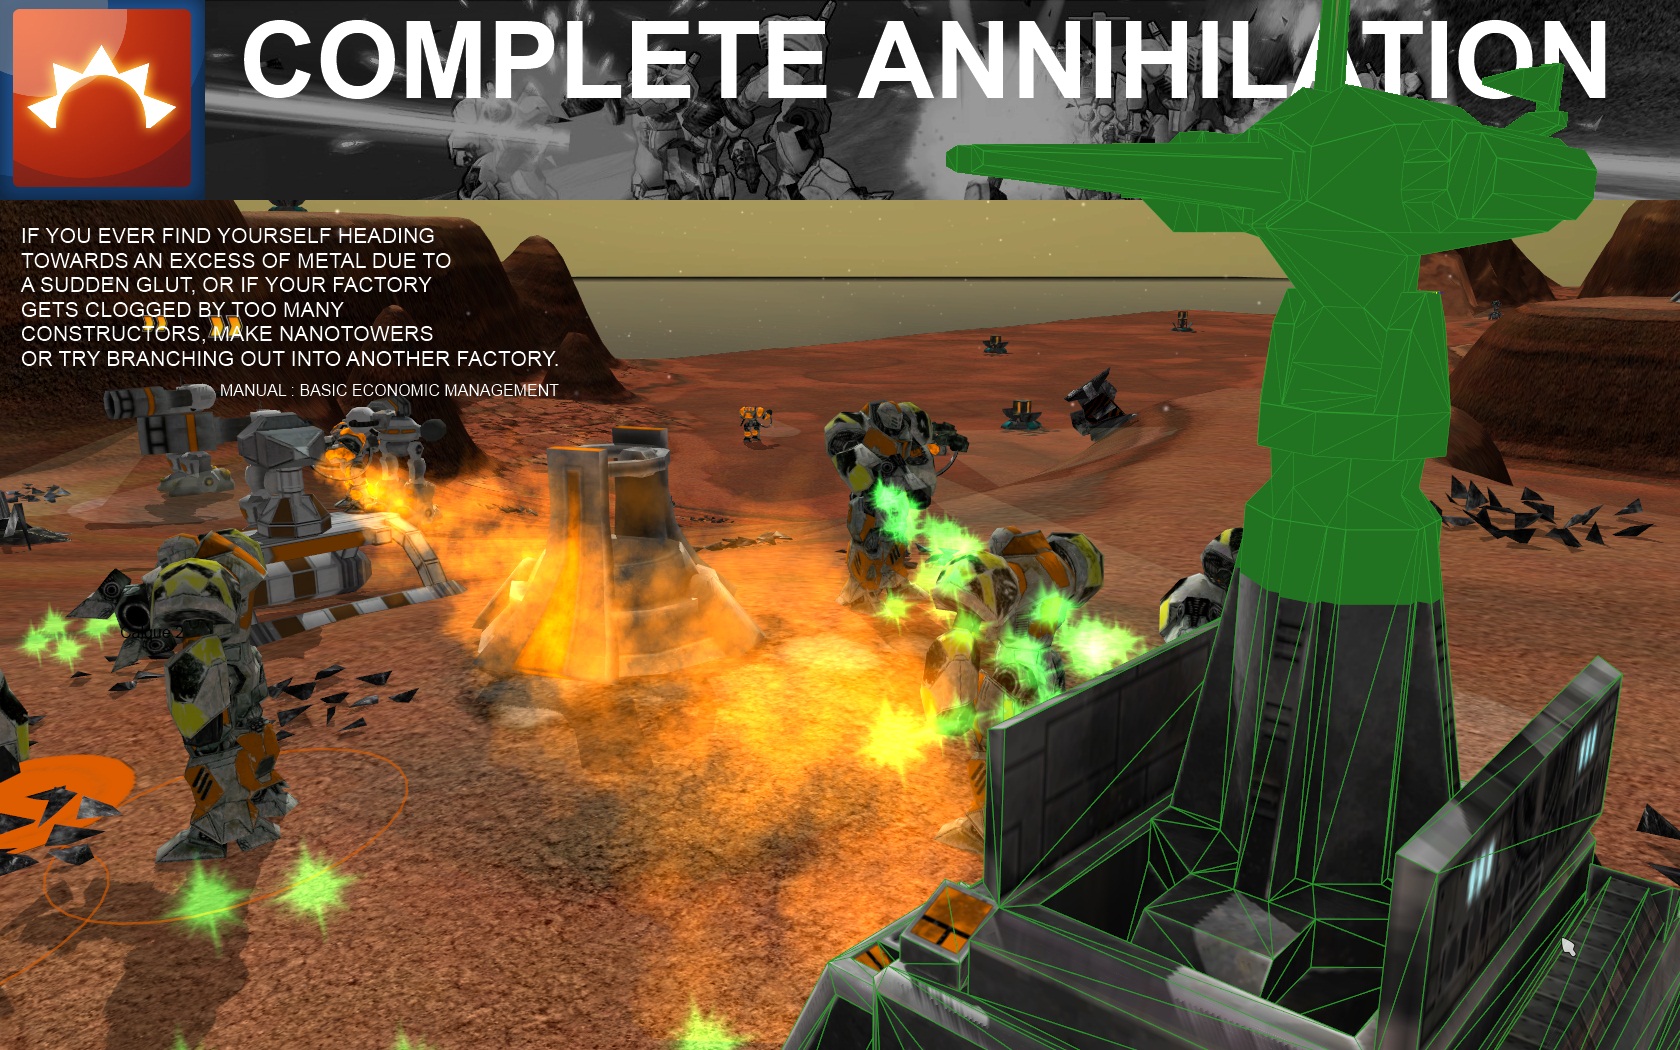 COMPLETE ANNIHILATION
IF YOU EVER FIND YOURSELF HEADING
TOWARDS AN EXCESS OF METAL DUE TO
A SUDDEN GLUT, OR IF YOUR FACTORY
GETS CLOGGED BY TOO MANY
CONSTRUCTORS, MAKE NANOTOWERS
OR TRY BRANCHING OUT INTO ANOTHER FACTORY.
MANUAL : BASIC ECONOMIC MANAGEMENT